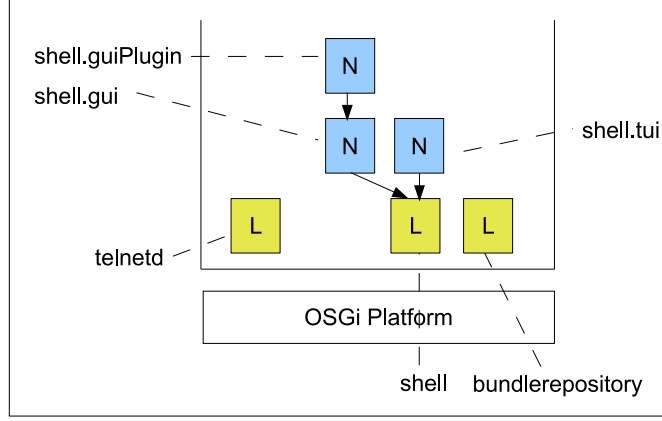 shell.guiPlugin
N
shell.gui
N
N
shell.tui
L
L
L
telnetd
OSGi Platform
shell
bundlerepository